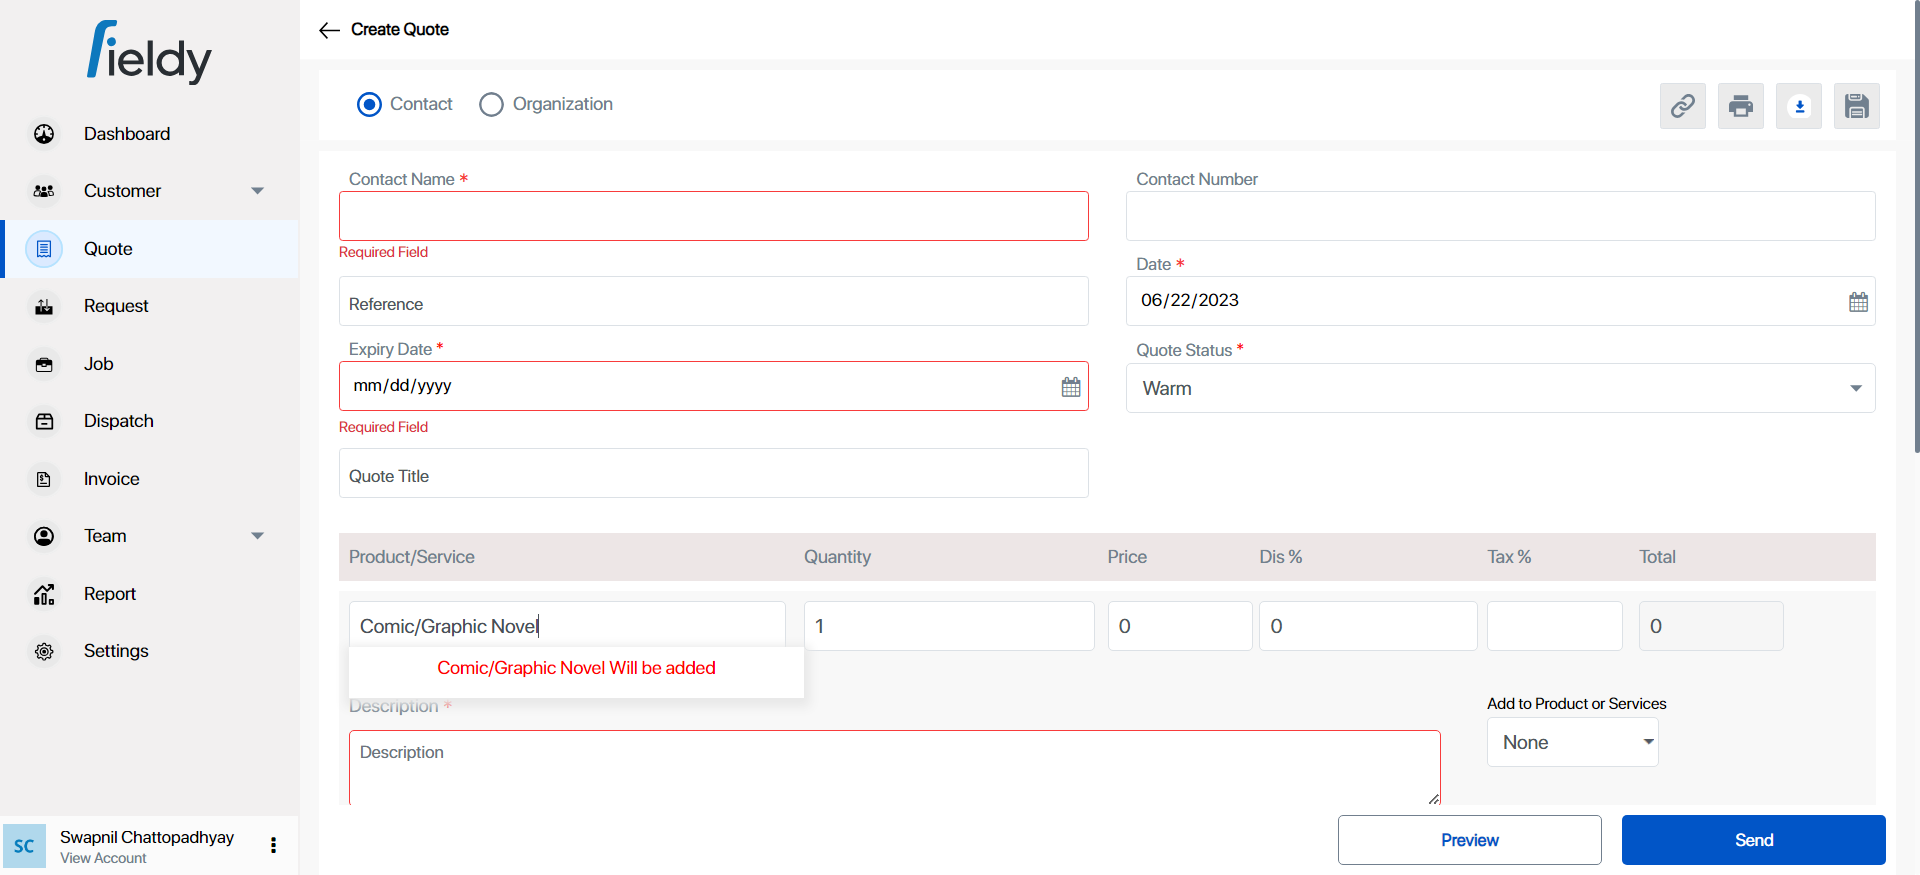 fieldy
Dashboard
Customer
Quote
Request
Job
Dispatch
Invoice
Team
Report
Settings
SC
Swapnil Chattopadhyay
View Account
Create Quote
Contact
Organization
Contact Name *
Required Field
Contact Number
Reference
Date *
06/22/2023
Expiry Date *
mm/dd/yyyy
Required Field
Quote Status *
Warm
Quote Title
Product/Service Quantity Price Dis % Tax % Total
Comic/Graphic Novel 1 0 0 0
Comic/Graphic Novel Will be added
Description *
Description
Add to Product or Services
None
Preview
Send